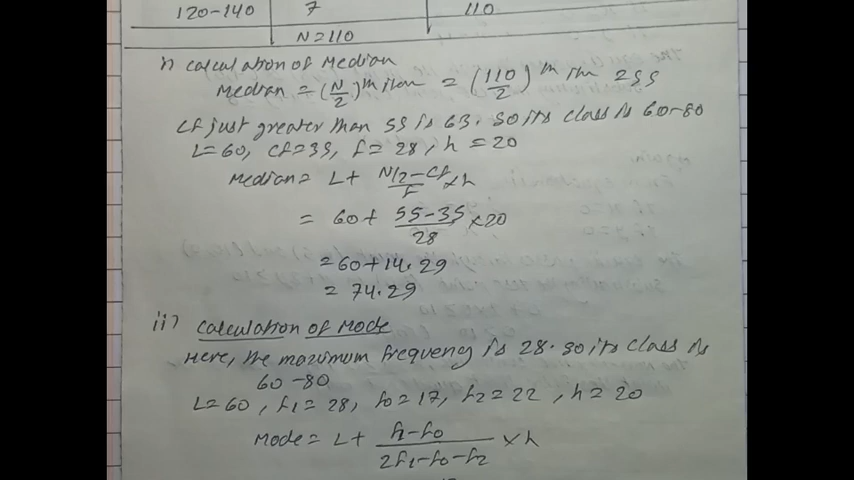 120-140 7 110
N=110
i) calculation of Median
Median = (N/2)th item = (110/2)th item = 55
Cf just greater than 55 is 63. so its class is 60-80
L=60, Cf=35, f=28, h=20
Median = L+ N/2-Cf/f ×h
= 60+ 55-35/28 ×20
=60+14.29
= 74.29
ii) calculation of Mode
Here, the maximum frequency is 28. so its class is
60-80
L=60, f1=28, f0=17, f2=22, h=20
Mode = L+ f1-f0/2f1-f0-f2 ×h